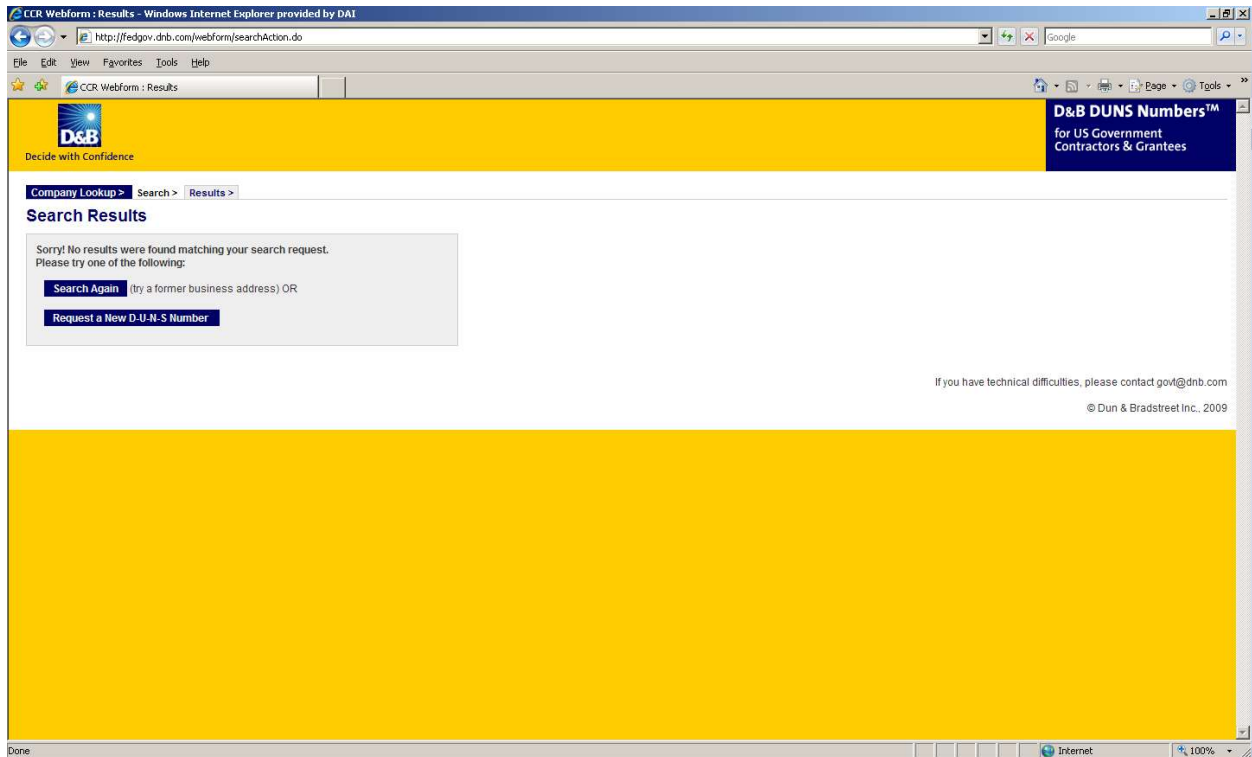 CCR Webform : Results - Windows Internet Explorer provided by DAI
http://fedgov.dnb.com/webform/searchAction.do
Google
File Edit View Favorites Tools Help
CCR Webform : Results
Page Tools
D&B
Decide with Confidence
D&B DUNS Numbers™
for US Government
Contractors & Grantees
Company Lookup > Search > Results >
Search Results
Sorry! No results were found matching your search request.
Please try one of the following:
Search Again (try a former business address) OR
Request a New D-U-N-S Number
If you have technical difficulties, please contact govt@dnb.com
© Dun & Bradstreet Inc., 2009
Done Internet 100%